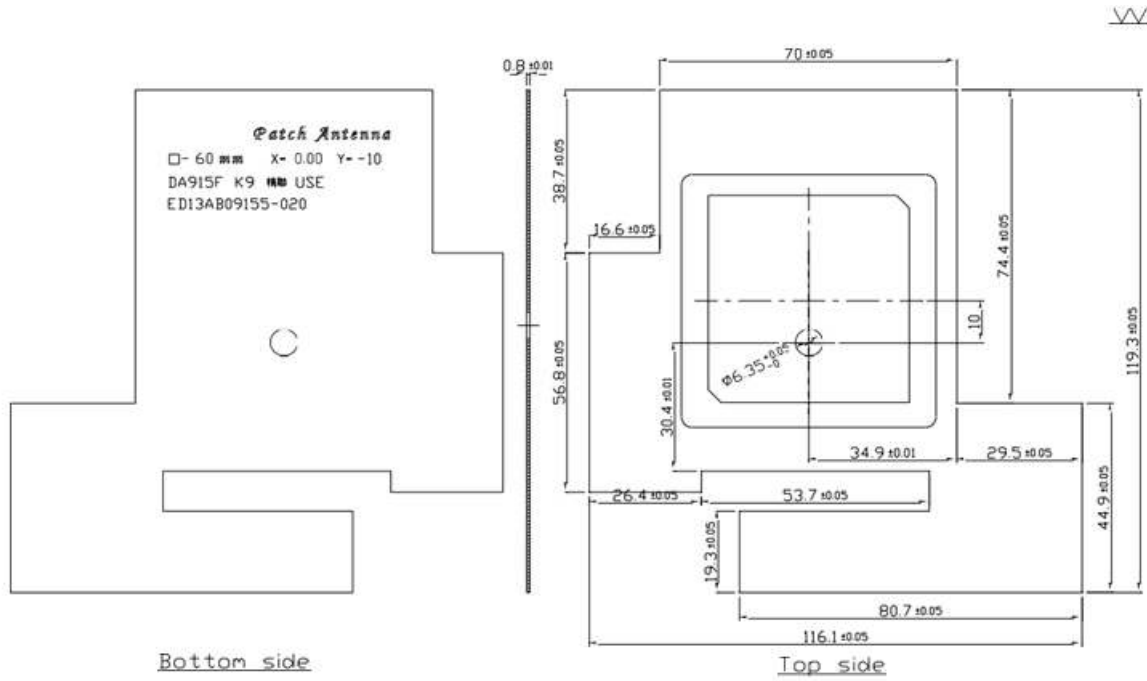 Patch Antenna
□- 60 mm X- 0.00 Y- -10
DA915F K9 USE
ED13AB09155-020
Bottom side
0.8 ±0.01
70 ±0.05
38.7 ±0.05
16.6 ±0.05
74.4 ±0.05
119.3 ±0.05
10
Ø6.35 +0.05 -0
56.8 ±0.05
30.4 ±0.01
34.9 ±0.01
29.5 ±0.05
26.4 ±0.05
53.7 ±0.05
44.9 ±0.05
19.3 ±0.05
80.7 ±0.05
116.1 ±0.05
Top side